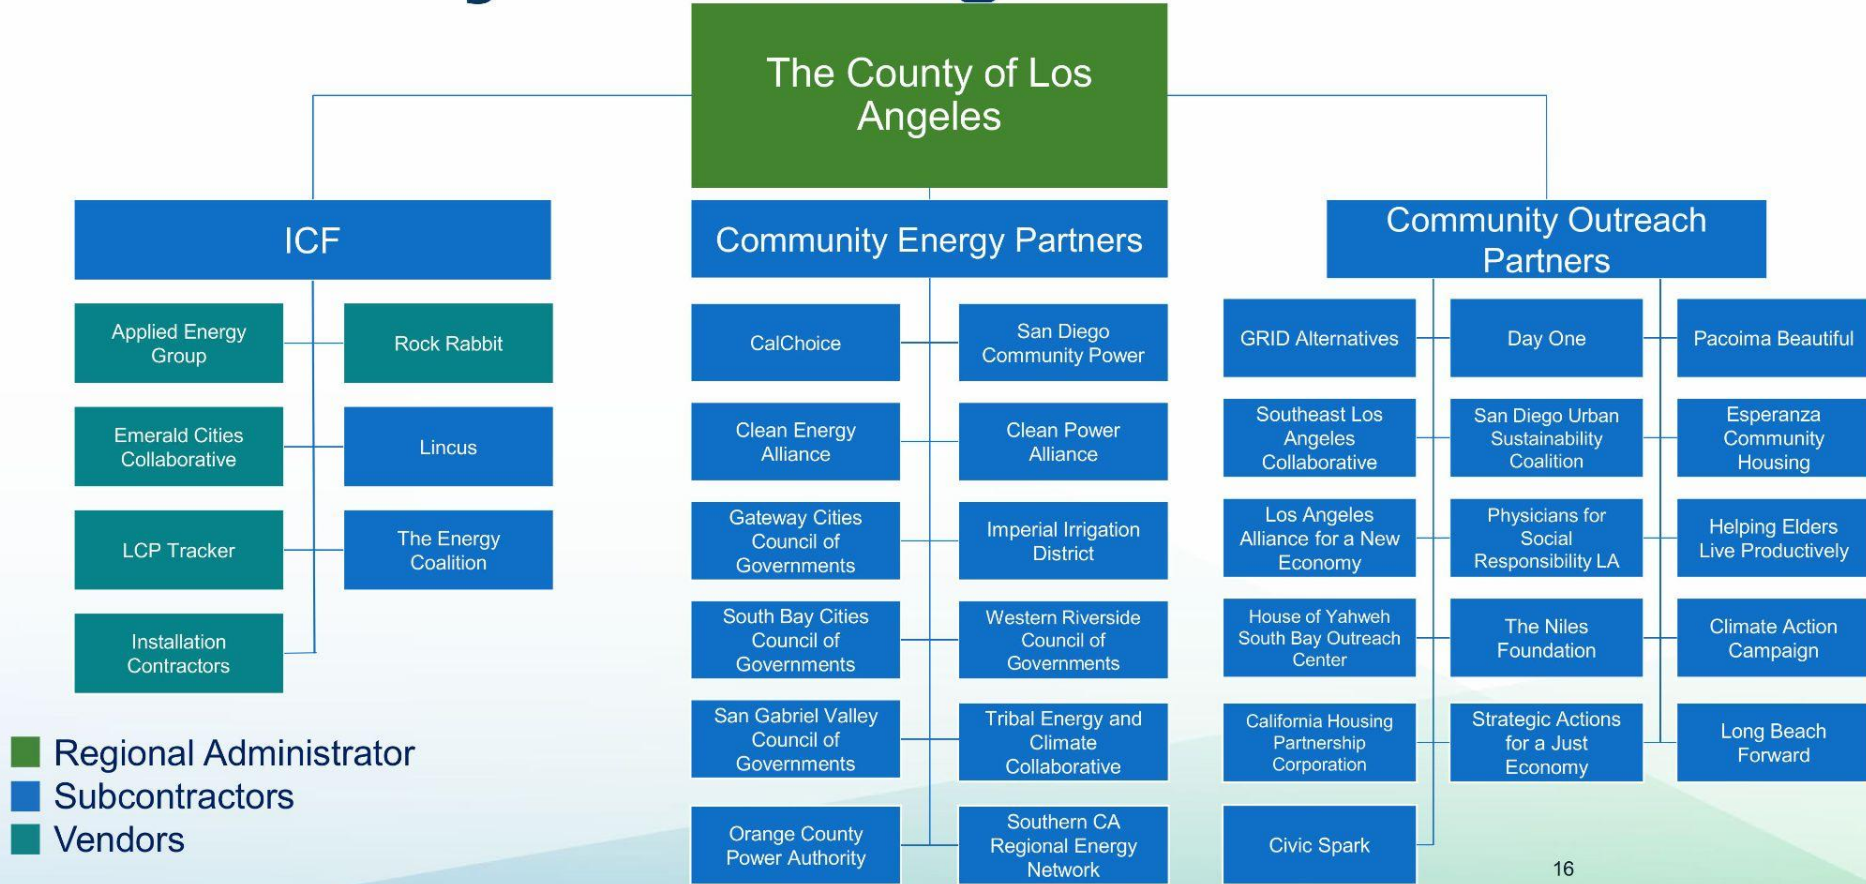 The County of Los
Angeles
ICF
Community Energy Partners
Community Outreach
Partners
Applied Energy
Group
Rock Rabbit
Emerald Cities
Collaborative
Lincus
LCP Tracker
The Energy
Coalition
Installation
Contractors
CalChoice
San Diego
Community Power
Clean Energy
Alliance
Clean Power
Alliance
Gateway Cities
Council of
Governments
Imperial Irrigation
District
South Bay Cities
Council of
Governments
Western Riverside
Council of
Governments
San Gabriel Valley
Council of
Governments
Tribal Energy and
Climate
Collaborative
Orange County
Power Authority
Southern CA
Regional Energy
Network
GRID Alternatives
Day One
Pacoima Beautiful
Southeast Los
Angeles
Collaborative
San Diego Urban
Sustainability
Coalition
Esperanza
Community
Housing
Los Angeles
Alliance for a New
Economy
Physicians for
Social
Responsibility LA
Helping Elders
Live Productively
House of Yahweh
South Bay Outreach
Center
The Niles
Foundation
Climate Action
Campaign
California Housing
Partnership
Corporation
Strategic Actions
for a Just
Economy
Long Beach
Forward
Civic Spark
Regional Administrator
Subcontractors
Vendors
16